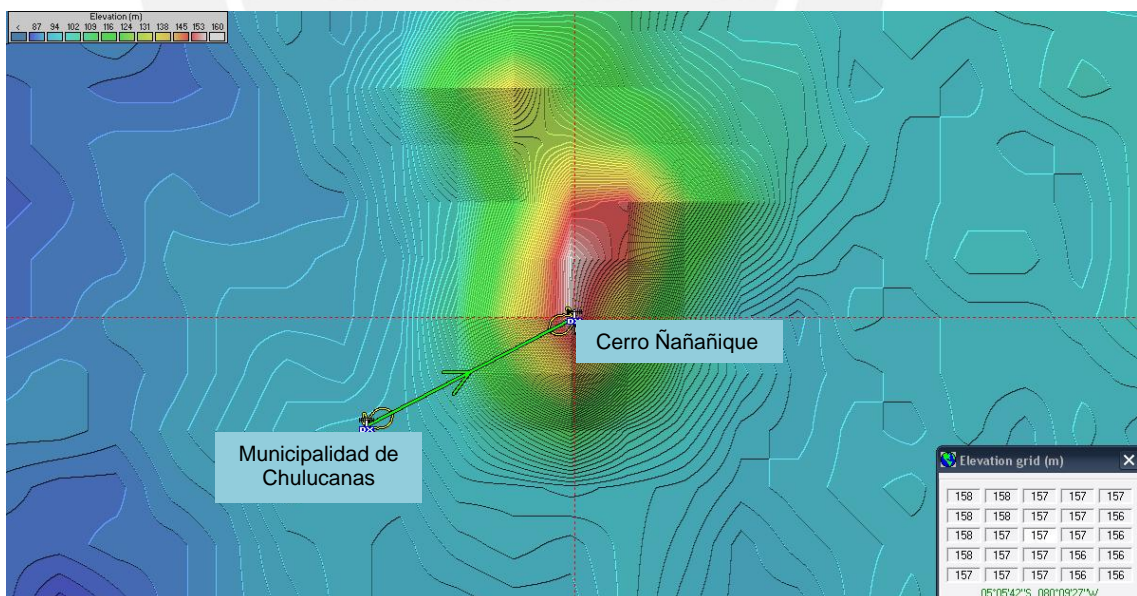 Elevation (m)
< 87 94 102 109 116 124 131 138 145 153 160
Cerro Ñañañique
Municipalidad de
Chulucanas
Elevation grid (m)
158 158 157 157 157
158 158 157 157 156
158 157 157 157 156
158 157 157 156 156
157 157 157 156 156
05°05'42"S 080°09'27"W